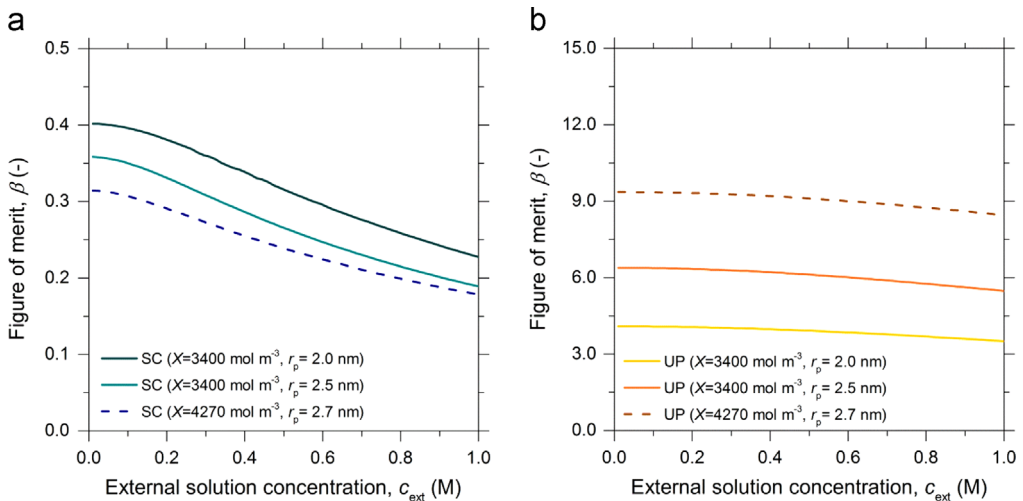 a
Figure of merit, β (-)
0.5
0.4
0.3
0.2
0.1
0.0
SC (X=3400 mol m⁻³, rₚ= 2.0 nm)
SC (X=3400 mol m⁻³, rₚ= 2.5 nm)
SC (X=4270 mol m⁻³, rₚ= 2.7 nm)
0.0 0.2 0.4 0.6 0.8 1.0
External solution concentration, c_ext (M)
b
Figure of merit, β (-)
15.0
12.0
9.0
6.0
3.0
0.0
UP (X=3400 mol m⁻³, rₚ= 2.0 nm)
UP (X=3400 mol m⁻³, rₚ= 2.5 nm)
UP (X=4270 mol m⁻³, rₚ= 2.7 nm)
0.0 0.2 0.4 0.6 0.8 1.0
External solution concentration, c_ext (M)